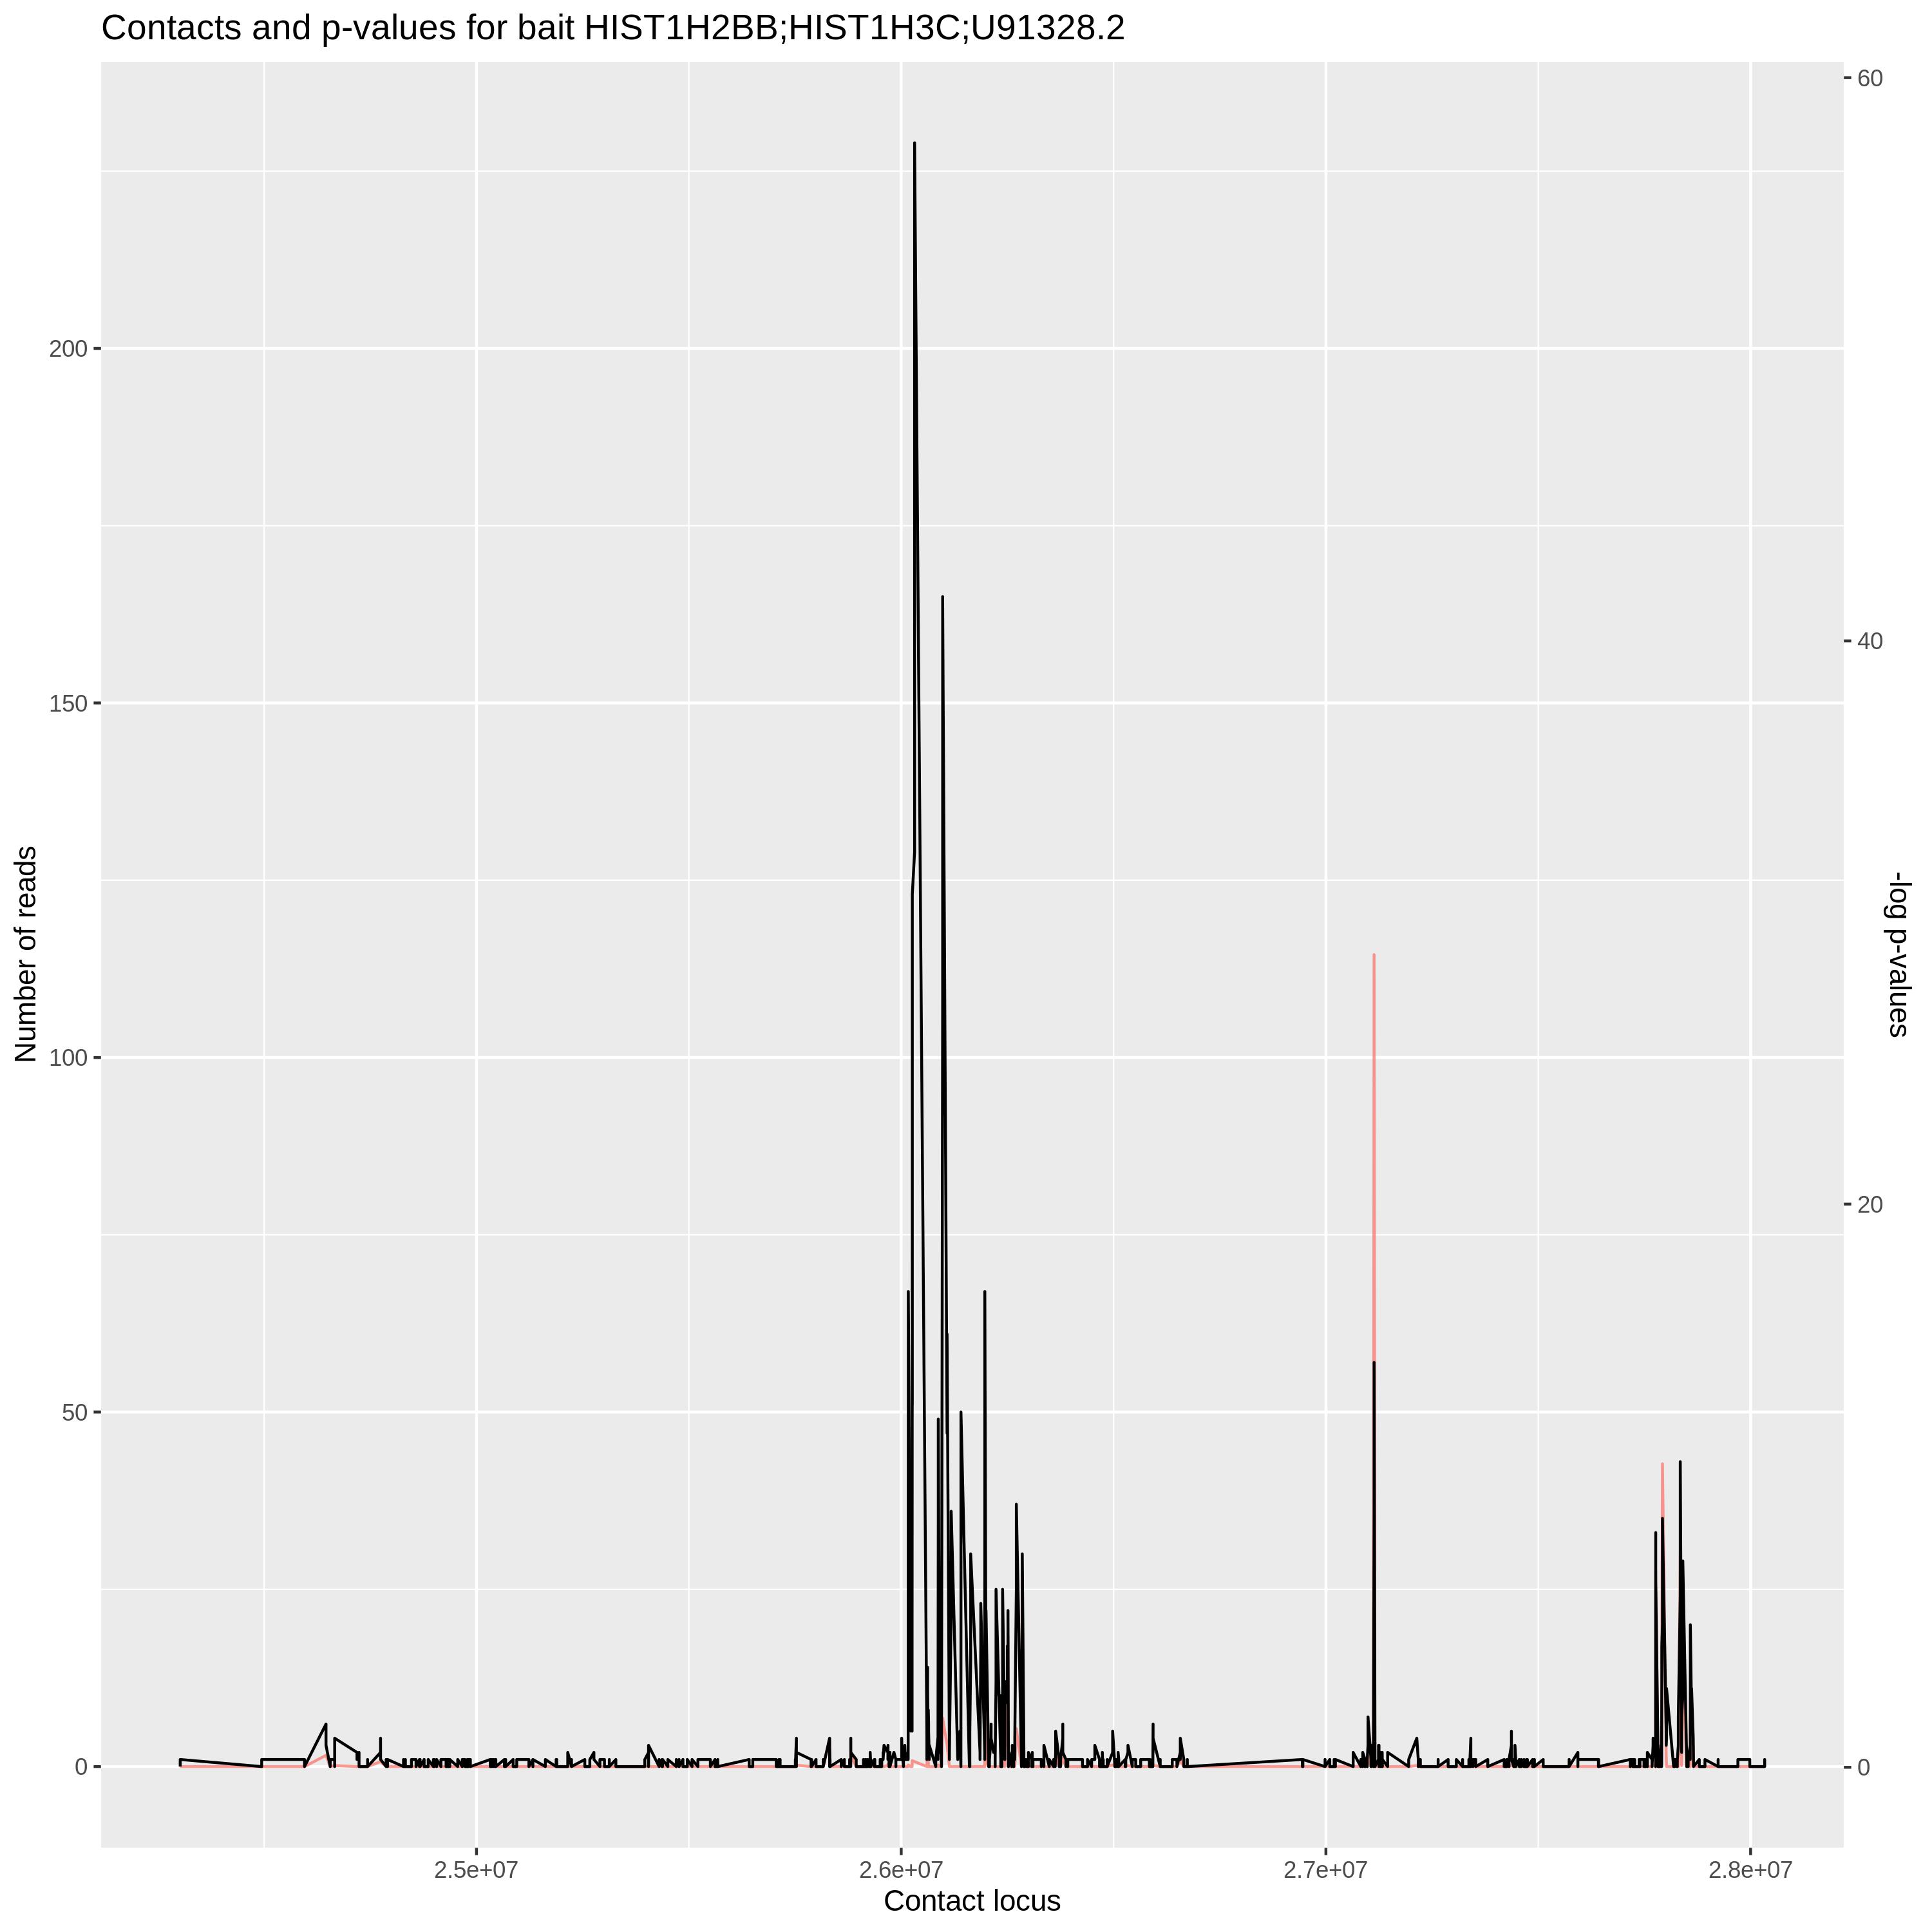 Contacts and p-values for bait HIST1H2BB;HIST1H3C;U91328.2
60
200
40
150
Number of reads
-log p-values
100
20
50
0
0
2.5e+07
2.6e+07
2.7e+07
2.8e+07
Contact locus